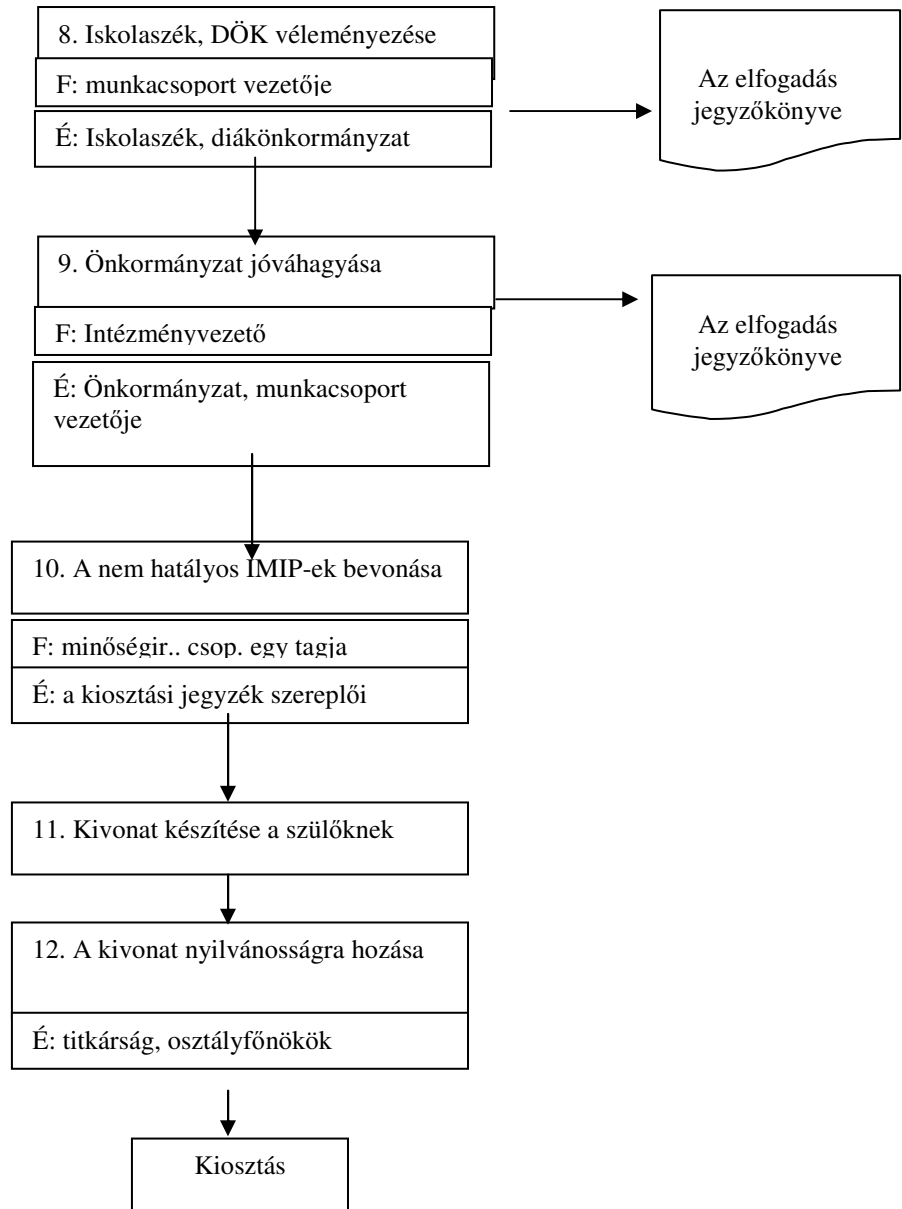 8. Iskolaszék, DÖK véleményezése
F: munkacsoport vezetője
É: Iskolaszék, diákönkormányzat
Az elfogadás
jegyzőkönyve
9. Önkormányzat jóváhagyása
F: Intézményvezető
É: Önkormányzat, munkacsoport
vezetője
Az elfogadás
jegyzőkönyve
10. A nem hatályos IMIP-ek bevonása
F: minőségir.. csop. egy tagja
É: a kiosztási jegyzék szereplői
11. Kivonat készítése a szülőknek
12. A kivonat nyilvánosságra hozása
É: titkárság, osztályfőnökök
Kiosztás